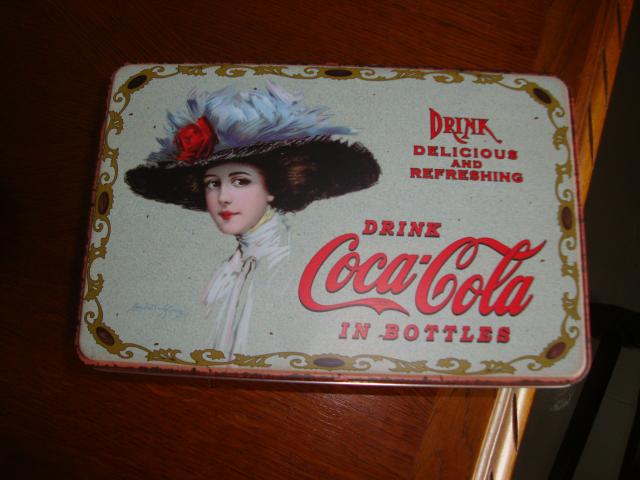 DRINK
DELICIOUS
AND
REFRESHING
DRINK
Coca-Cola
IN BOTTLES